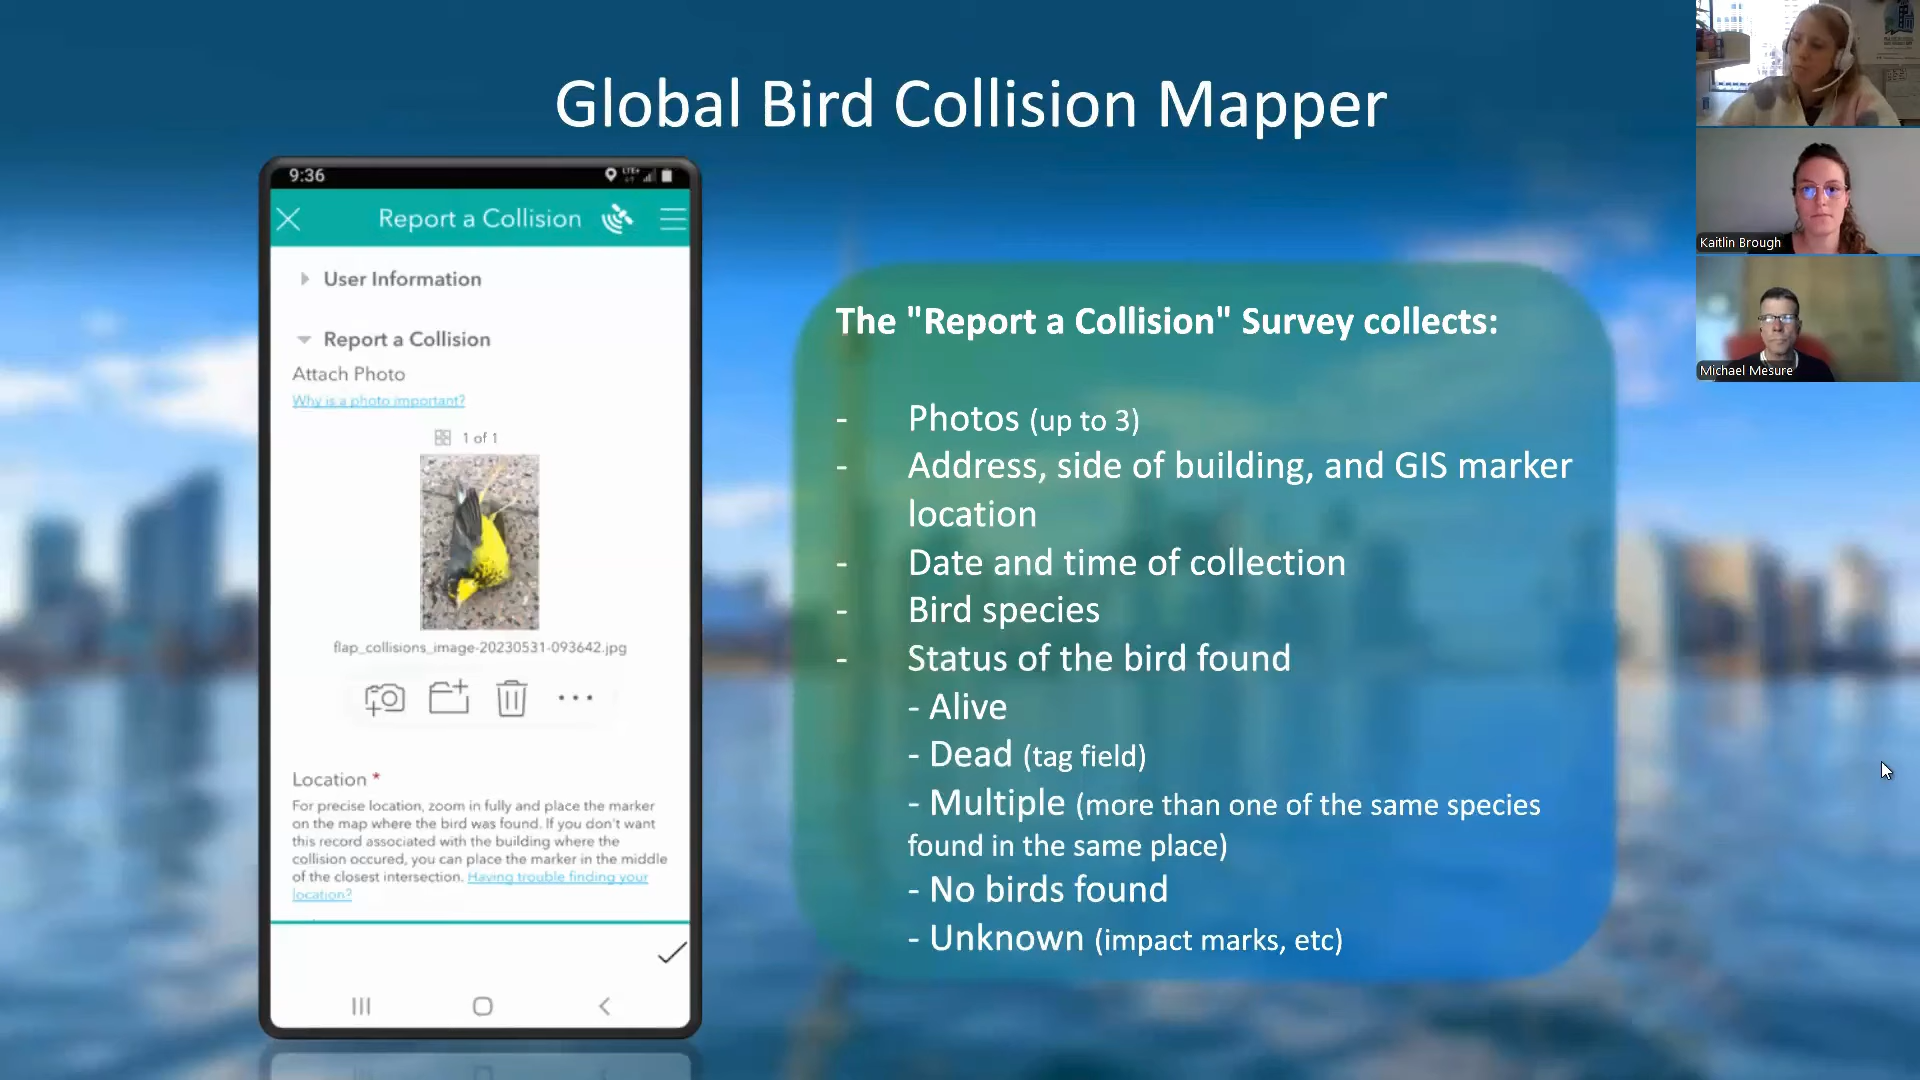 Global Bird Collision Mapper
9:36
LTE+
Report a Collision
User Information
Report a Collision
Attach Photo
Why is a photo important?
1 of 1
flap_collisions_image-20230531-093642.jpg
Location *
For precise location, zoom in fully and place the marker
on the map where the bird was found. If you don't want
this record associated with the building where the
collision occured, you can place the marker in the middle
of the closest intersection. Having trouble finding your
location?
The "Report a Collision" Survey collects:
- Photos (up to 3)
- Address, side of building, and GIS marker
location
- Date and time of collection
- Bird species
- Status of the bird found
- Alive
- Dead (tag field)
- Multiple (more than one of the same species
found in the same place)
- No birds found
- Unknown (impact marks, etc)
Kaitlin Brough
Michael Mesure